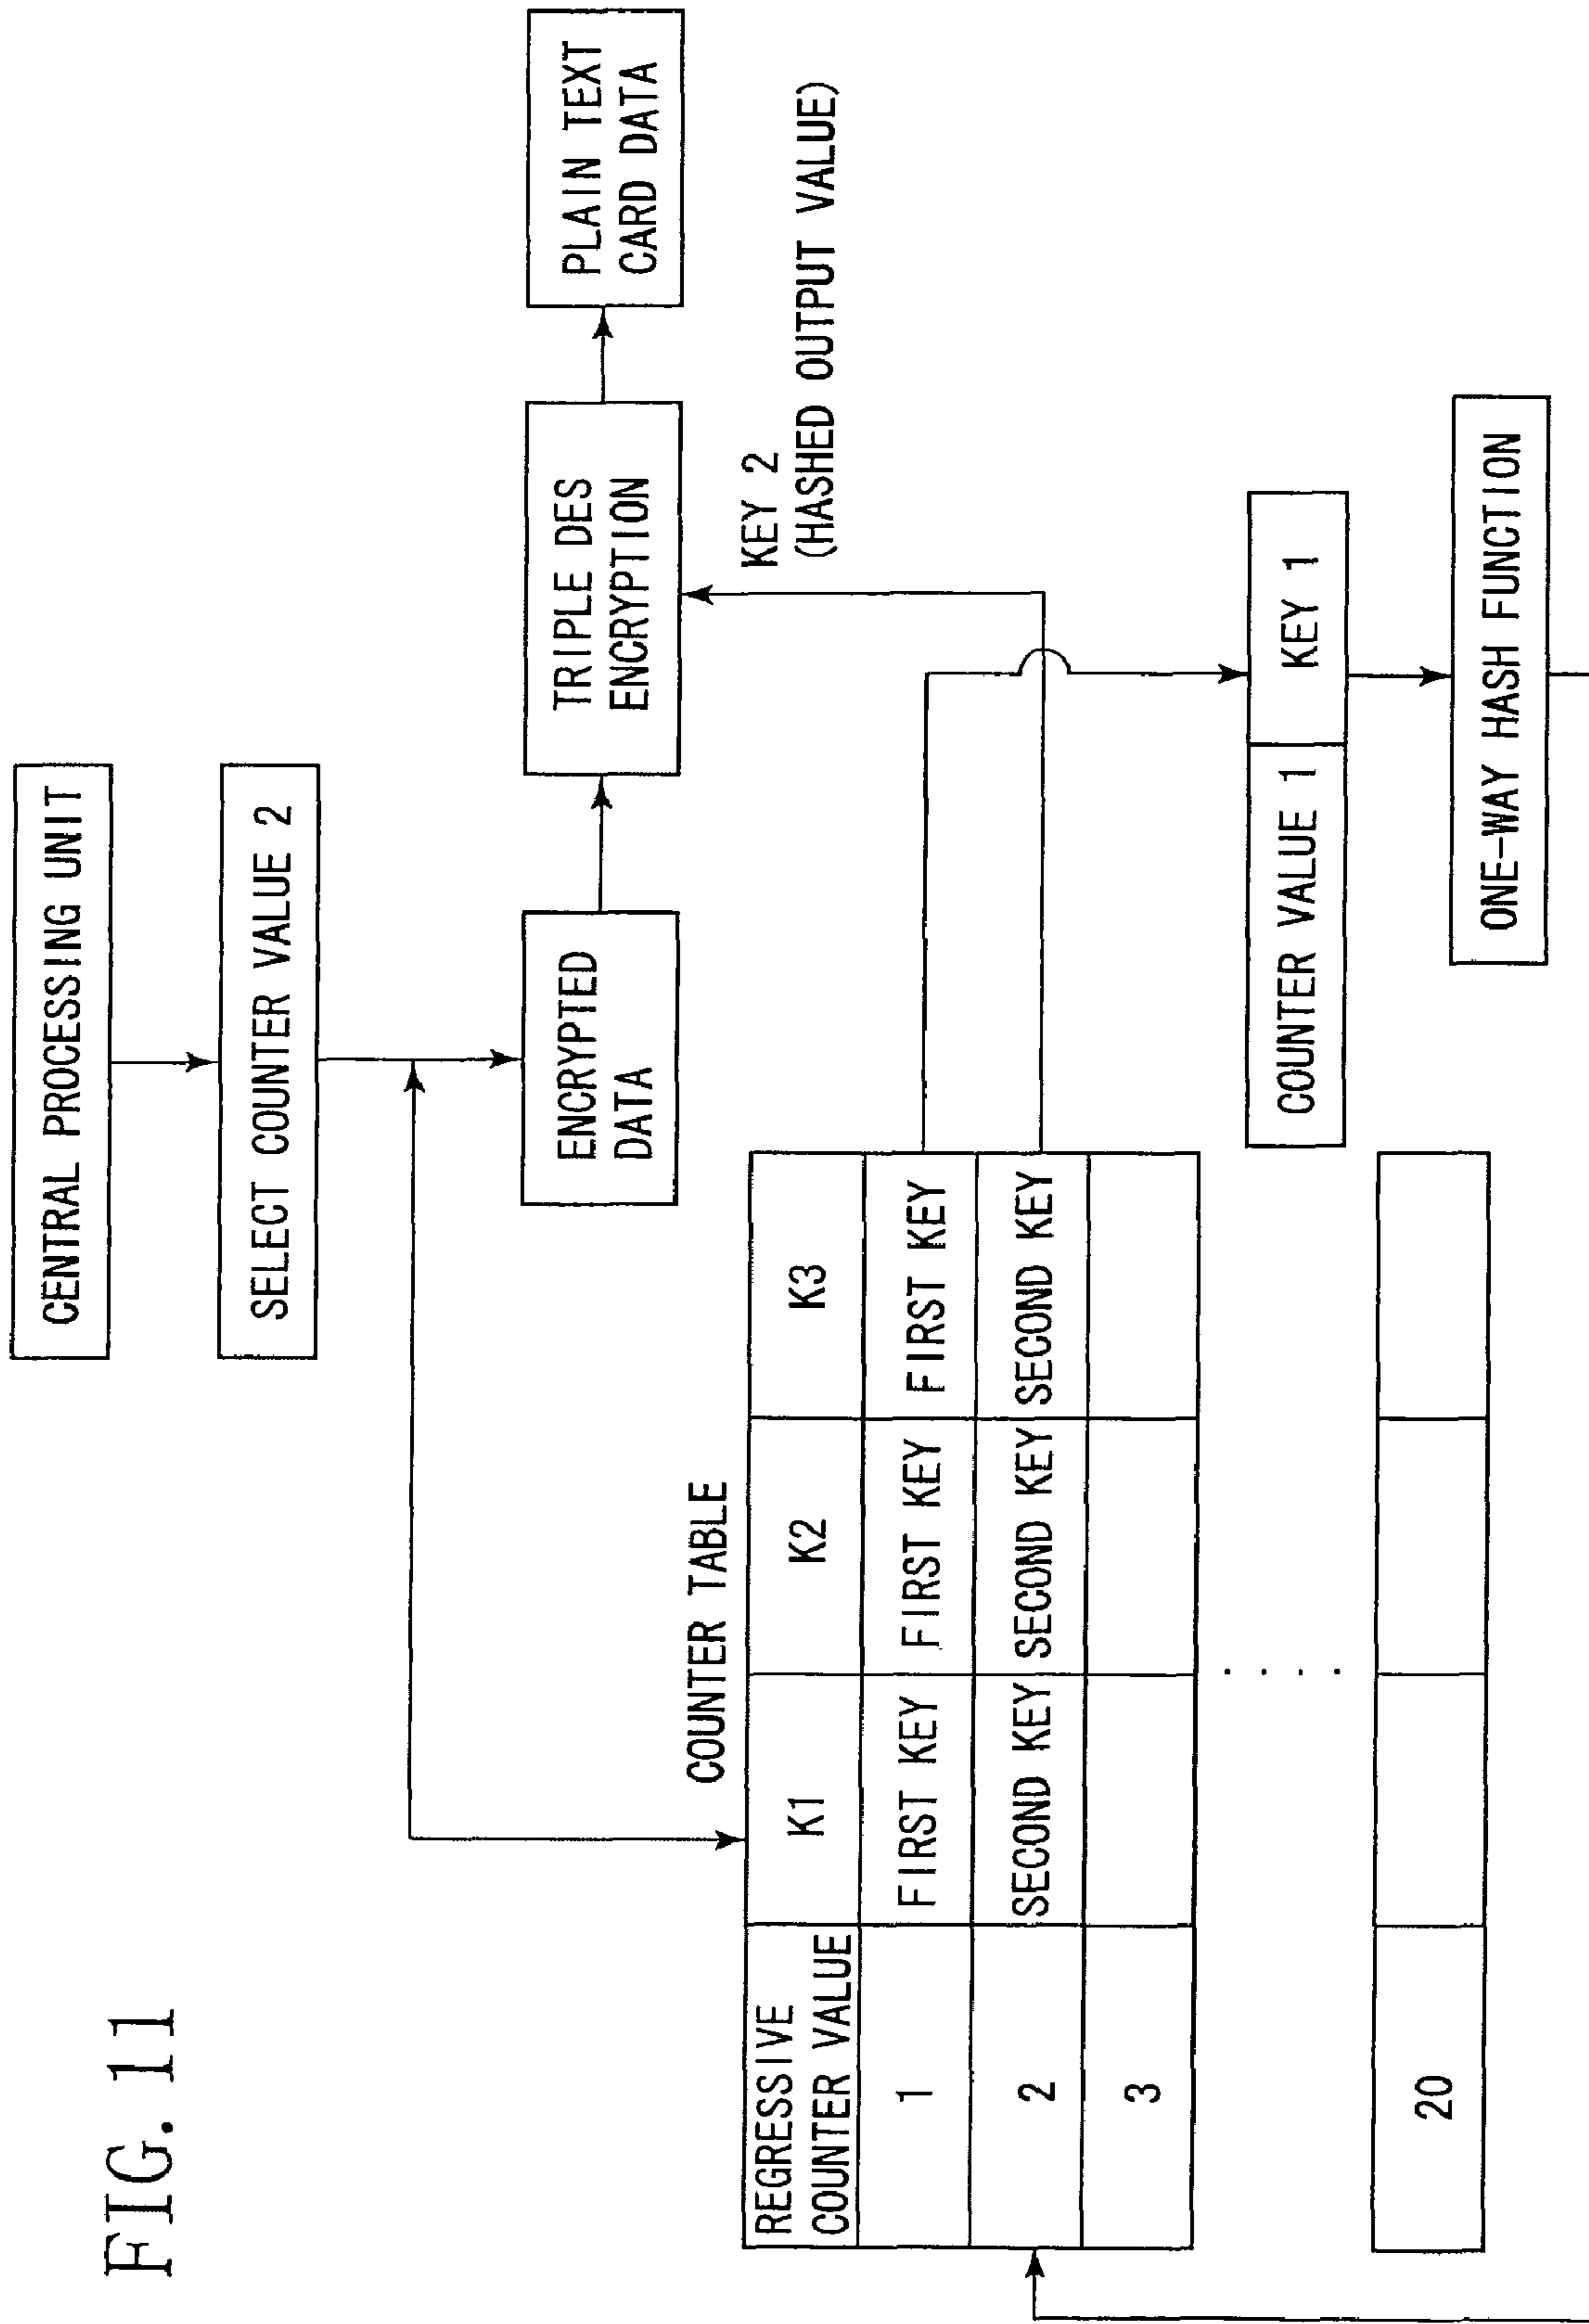 FIG. 11
CENTRAL PROCESSING UNIT
SELECT COUNTER VALUE 2
ENCRYPTED
DATA
TRIPLE DES
ENCRYPTION
PLAIN TEXT
CARD DATA
KEY 2
(HASHED OUTPUT VALUE)
COUNTER TABLE
REGRESSIVE
COUNTER VALUE
K1
K2
K3
1
FIRST KEY
FIRST KEY
FIRST KEY
2
SECOND KEY
SECOND KEY
SECOND KEY
3
. . . .
20
COUNTER VALUE 1
KEY 1
ONE-WAY HASH FUNCTION